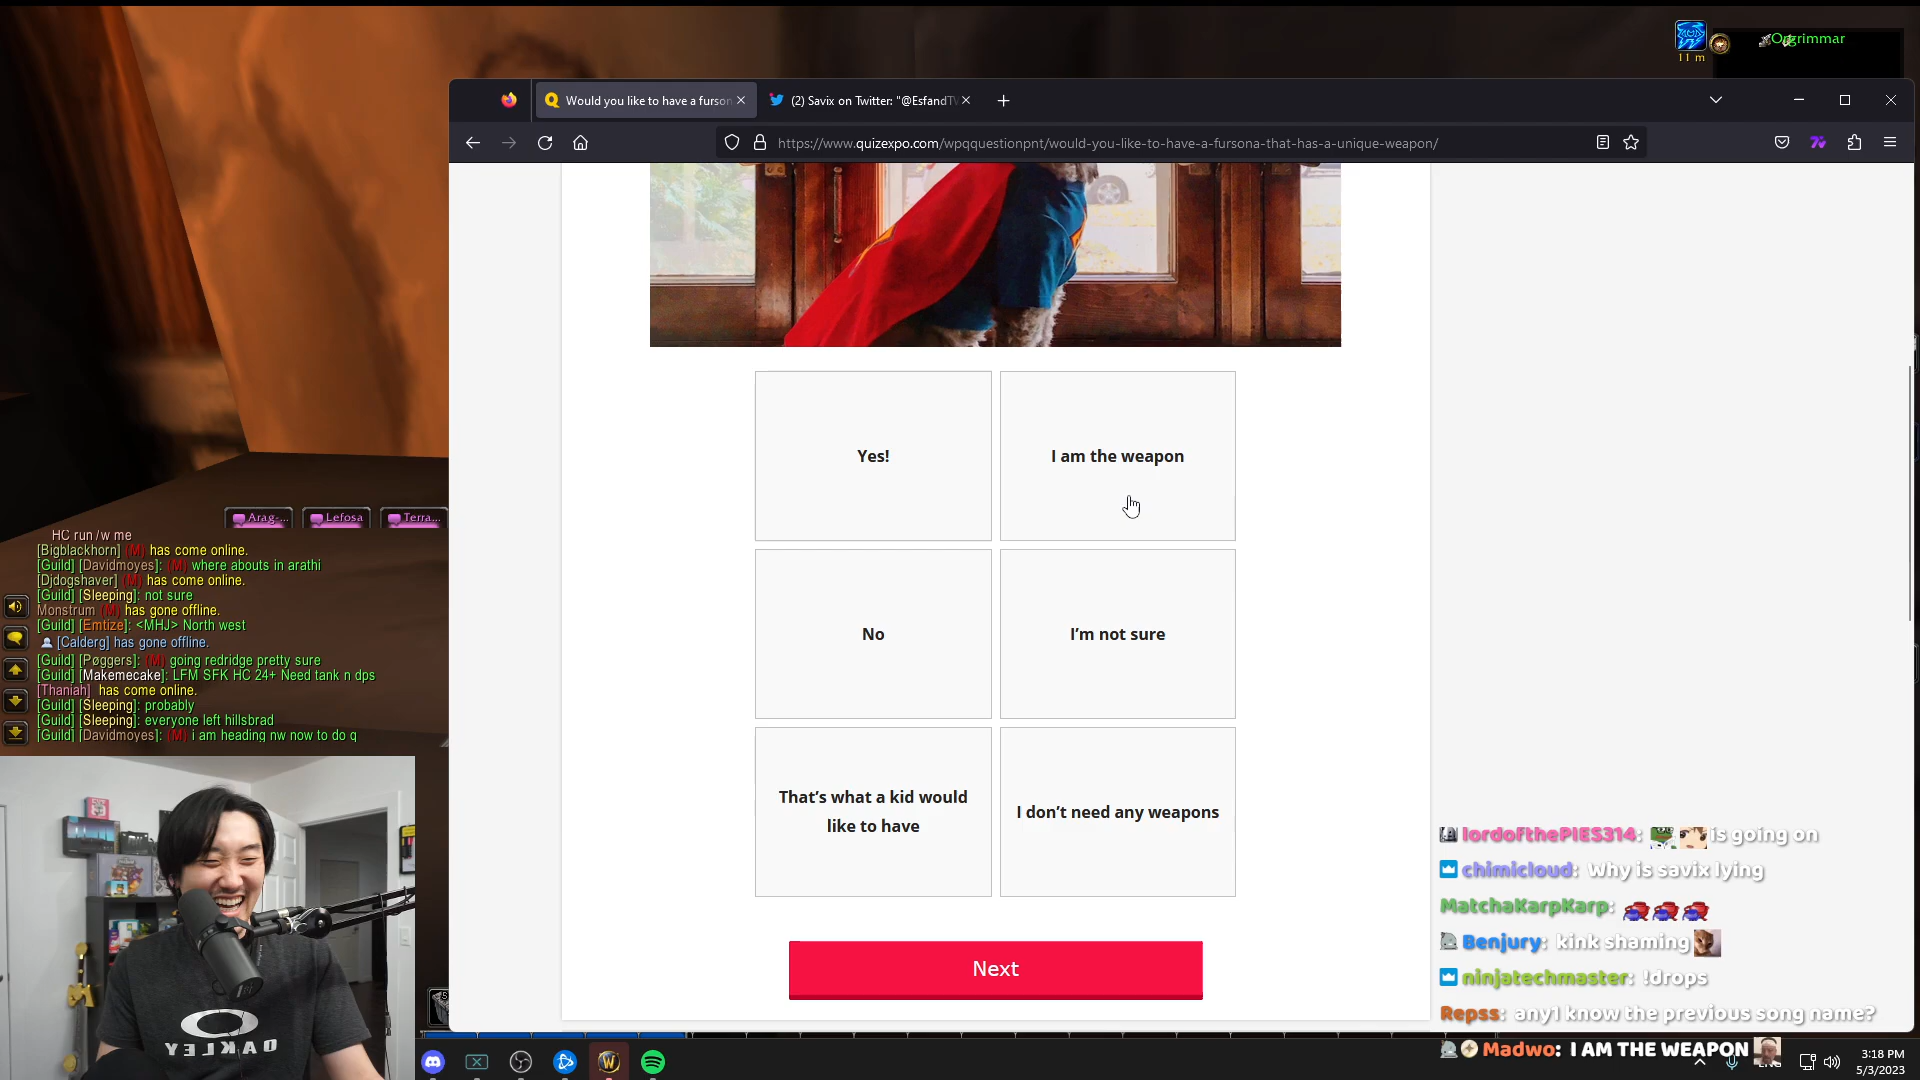 Orgrimmar
11 m
Would you like to have a furson
(2) Savix on Twitter: "@EsfandTV
https://www.quizexpo.com/wpqquestionpnt/would-you-like-to-have-a-fursona-that-has-a-unique-weapon/
Yes!
I am the weapon
No
I'm not sure
That's what a kid would
like to have
I don't need any weapons
Next
Arag-...
Lefosa
Terra...
HC run /w me
[Bigblackhorn] (M) has come online.
[Guild] [Davidmoyes]: (M) where abouts in arathi
[Djdogshaver] (M) has come online.
[Guild] [Sleeping]: not sure
Monstrum (M) has gone offline.
[Guild] [Emtize]: <MHJ> North west
[Calderg] has gone offline.
[Guild] [Pøggers]: (M) going redridge pretty sure
[Guild] [Makemecake]: LFM SFK HC 24+ Need tank n dps
[Thaniah] has come online.
[Guild] [Sleeping]: probably
[Guild] [Sleeping]: everyone left hillsbrad
[Guild] [Davidmoyes]: (M) i am heading nw now to do q
OAKLEY
lordofthePIES314: is going on
chimicloud: Why is savix lying
MatchaKarpKarp:
Benjury: kink shaming
ninjatechmaster: !drops
Repss: any1 know the previous song name?
Madwo: I AM THE WEAPON
3:18 PM
5/3/2023